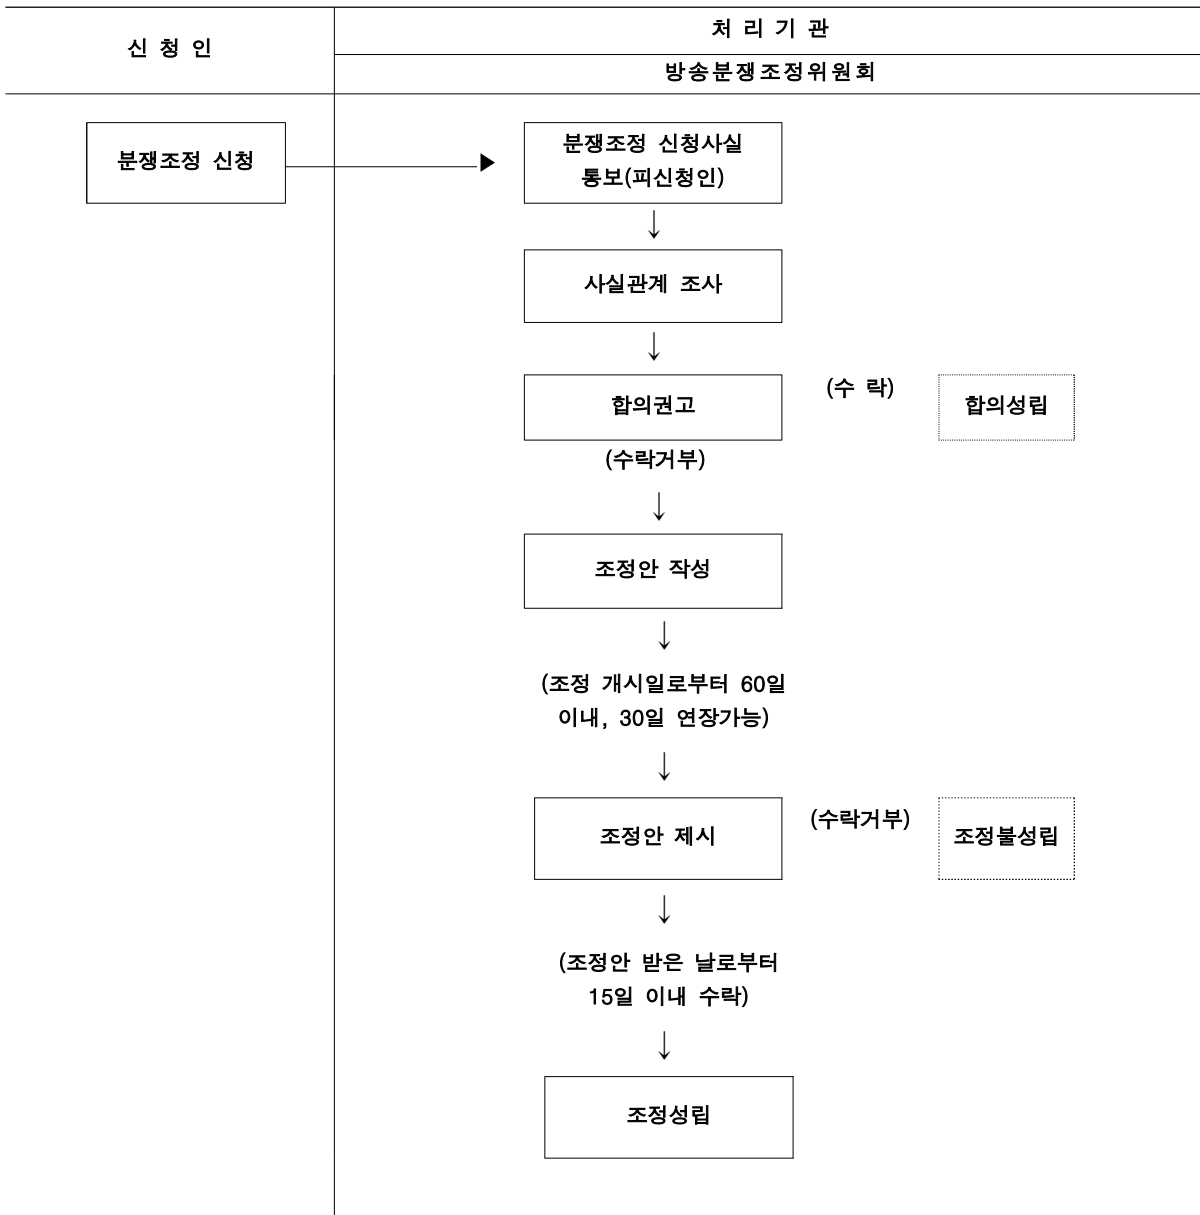 신 청 인
처 리 기 관
방송분쟁조정위원회
분쟁조정 신청
분쟁조정 신청사실
통보(피신청인)
사실관계 조사
합의권고
(수 락)
합의성립
(수락거부)
조정안 작성
(조정 개시일로부터 60일
이내, 30일 연장가능)
조정안 제시
(수락거부)
조정불성립
(조정안 받은 날로부터
15일 이내 수락)
조정성립